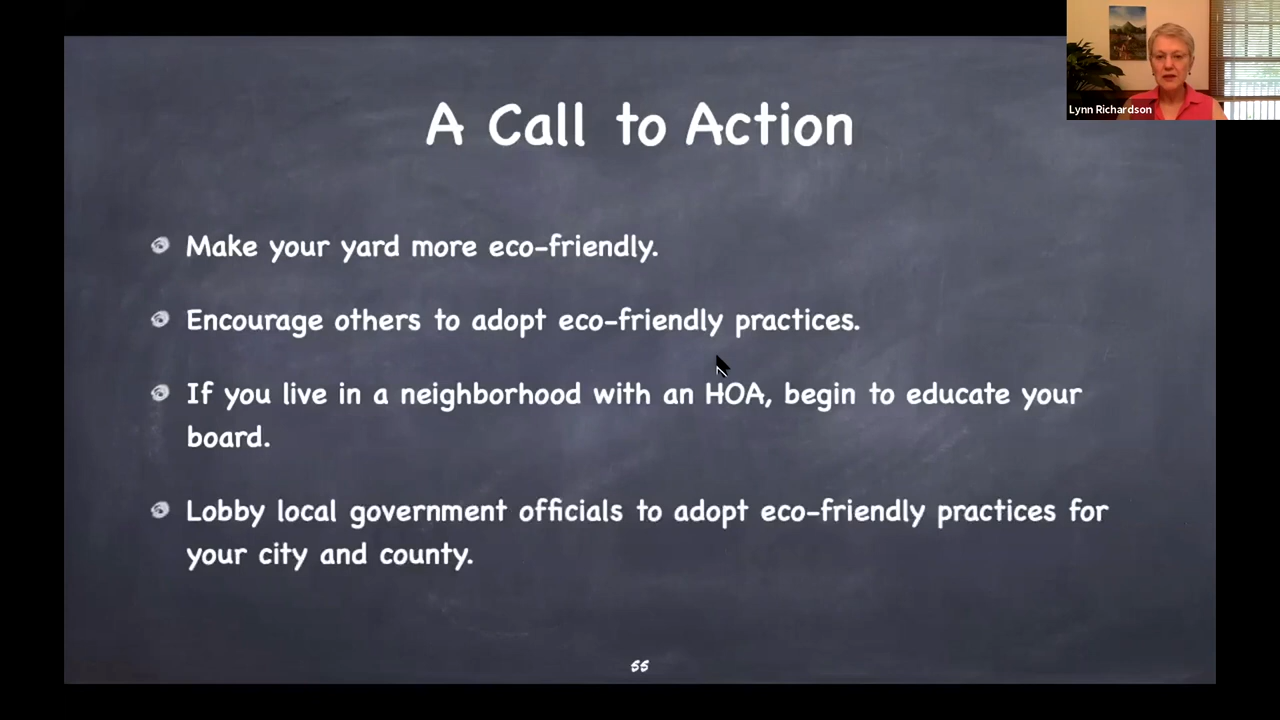 A Call to Action
Lynn Richardson
Make your yard more eco-friendly.
Encourage others to adopt eco-friendly practices.
If you live in a neighborhood with an HOA, begin to educate your
board.
Lobby local government officials to adopt eco-friendly practices for
your city and county.
55